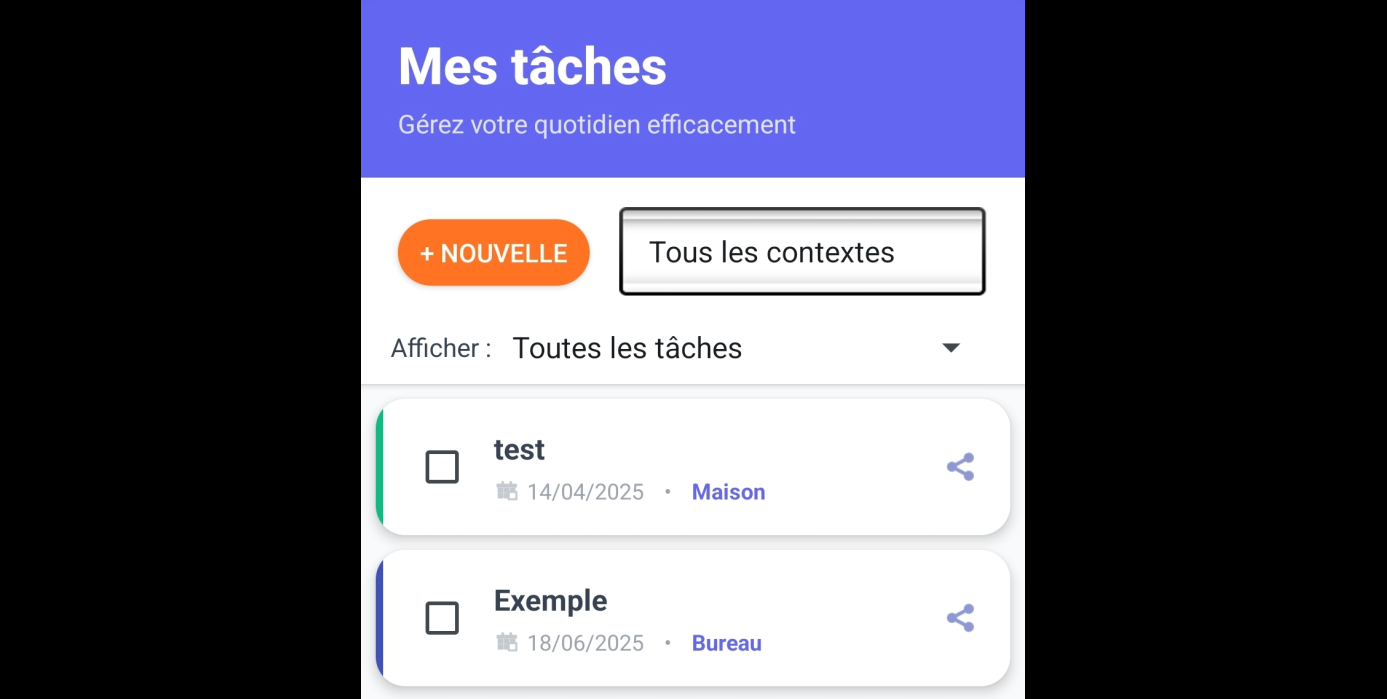 Mes tâches
Gérez votre quotidien efficacement
+ NOUVELLE
Tous les contextes
Afficher : Toutes les tâches
test
14/04/2025 • Maison
Exemple
18/06/2025 • Bureau